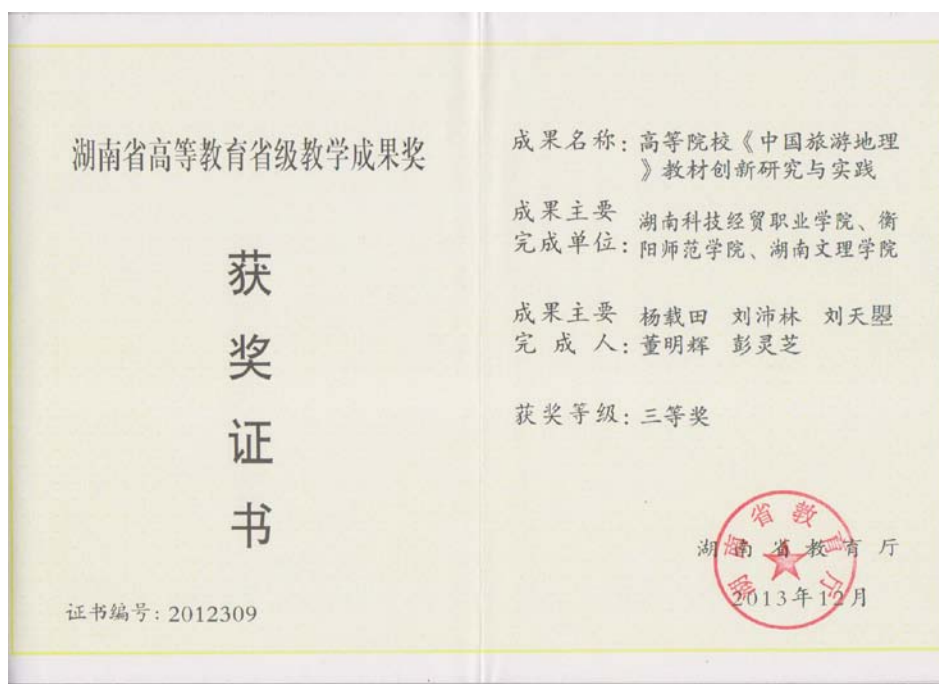 湖南省高等教育省级教学成果奖
获
奖
证
书
证书编号: 2012309
成果名称: 高等院校《中国旅游地理
》教材创新研究与实践
成果主要
完成单位: 湖南科技经贸职业学院、衡
阳师范学院、湖南文理学院
成果主要 杨载田 刘沛林 刘天曌
完成人: 董明辉 彭灵芝
获奖等级: 三等奖
湖南省教育厅
2013年12月
湖南省教育厅